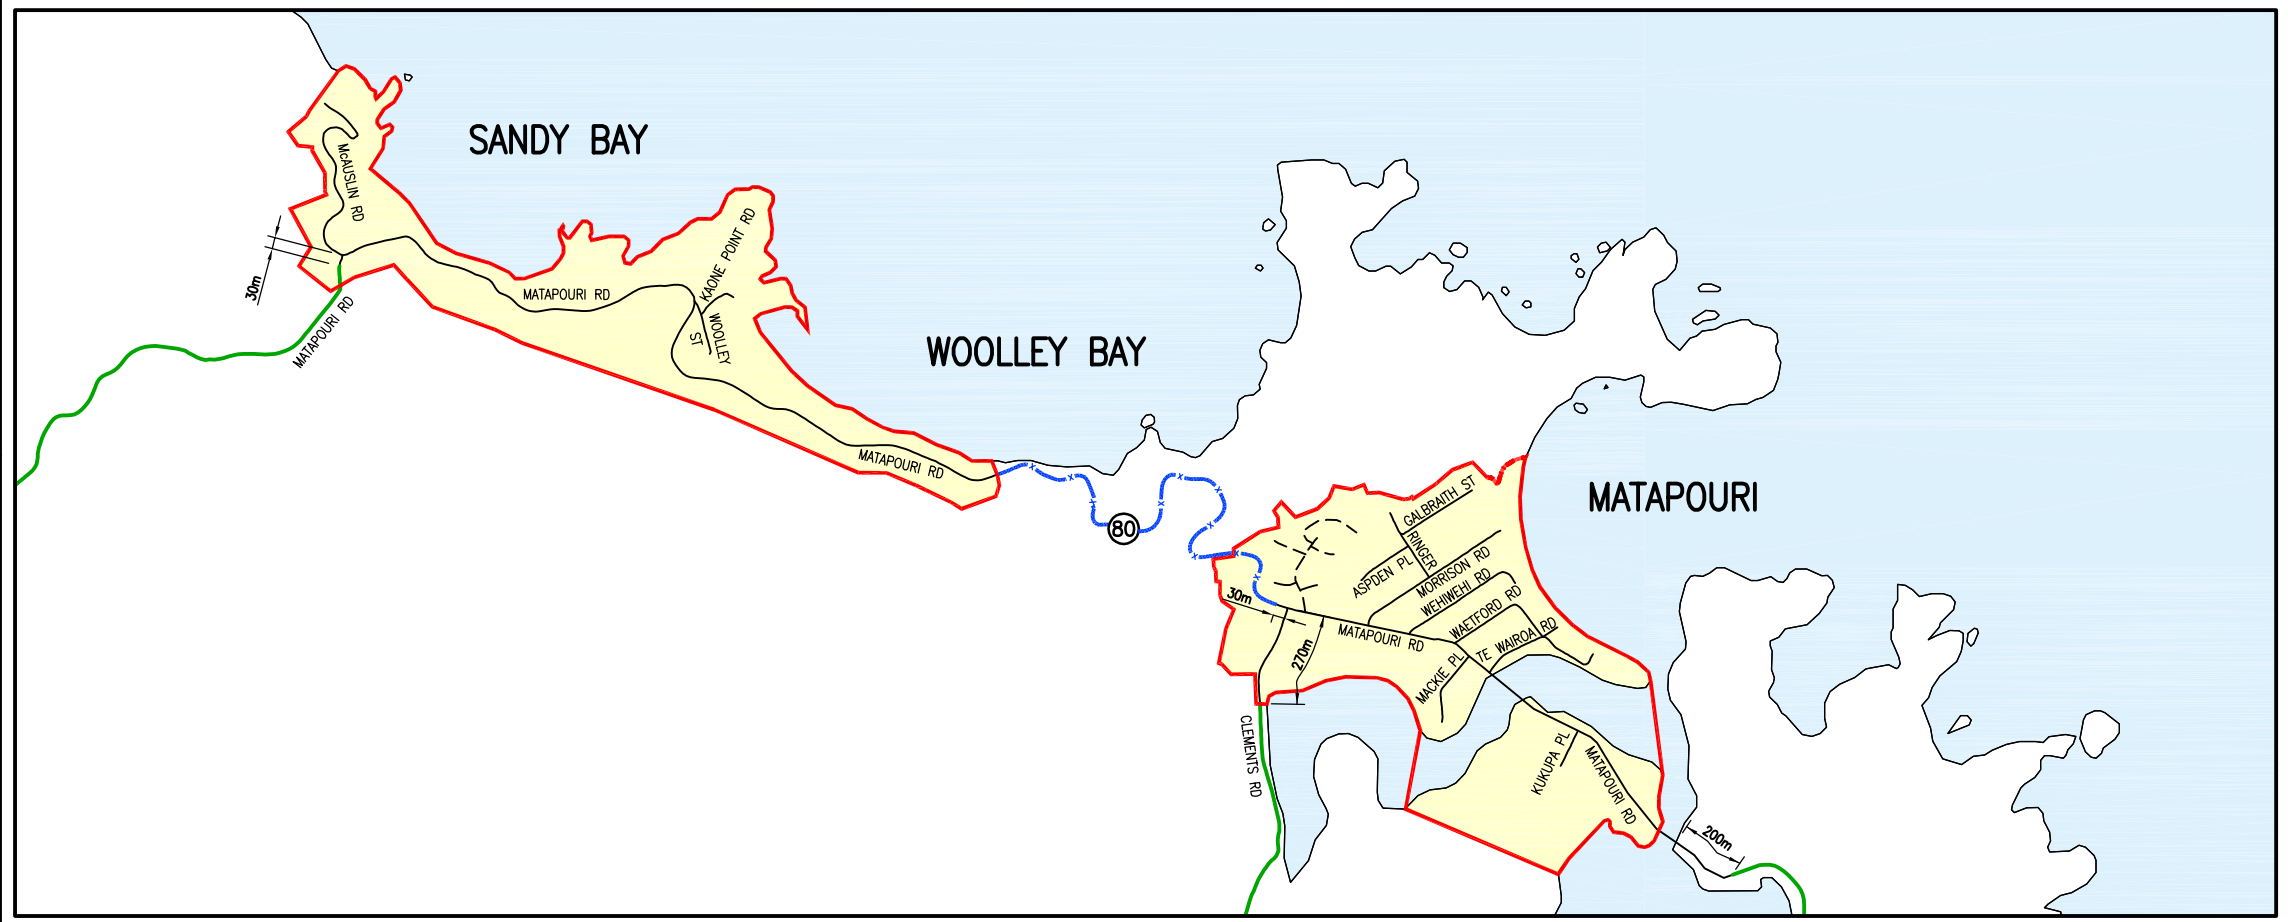 SANDY BAY
McAUSLIN RD
30m
MATAPOURI RD
MATAPOURI RD
KAONE POINT RD
WOOLLEY
ST
WOOLLEY BAY
MATAPOURI RD
80
MATAPOURI
GALBRAITH ST
RINGER
ASPDEN PL
MORRISON RD
WEHIWEHI RD
WAETFORD RD
TE WAIROA RD
30m
MATAPOURI RD
270m
MACKIE PL
CLEMENTS RD
KUKUPA PL
MATAPOURI RD
200m